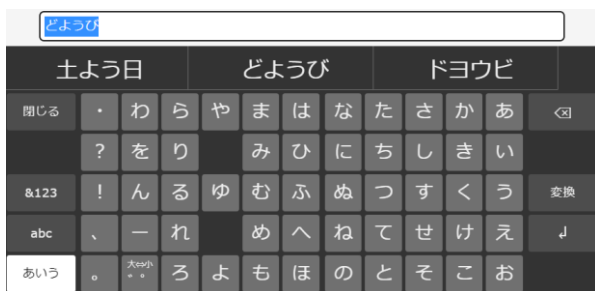 どようび
土よう日 どようび ドヨウビ
閉じる ・ わ ら や ま は な た さ か あ ⌫
? を り み ひ に ち し き い
&123 ! ん る ゆ む ふ ぬ つ す く う 変換
abc 、 ー れ め へ ね て せ け え ↲
あいう 。 大⇔小 ゛゜ ろ よ も ほ の と そ こ お